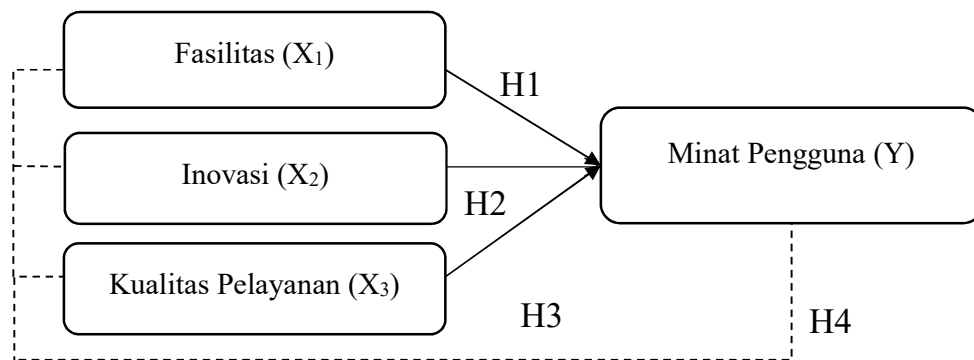 Fasilitas (X₁)
H1
Minat Pengguna (Y)
Inovasi (X₂)
H2
Kualitas Pelayanan (X₃)
H3
H4